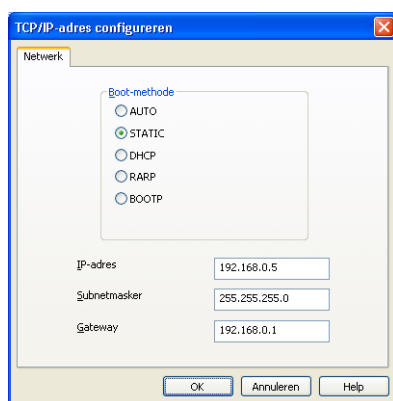 TCP/IP-adres configureren
Netwerk
Boot-methode
AUTO
STATIC
DHCP
RARP
BOOTP
IP-adres 192.168.0.5
Subnetmasker 255.255.255.0
Gateway 192.168.0.1
OK Annuleren Help